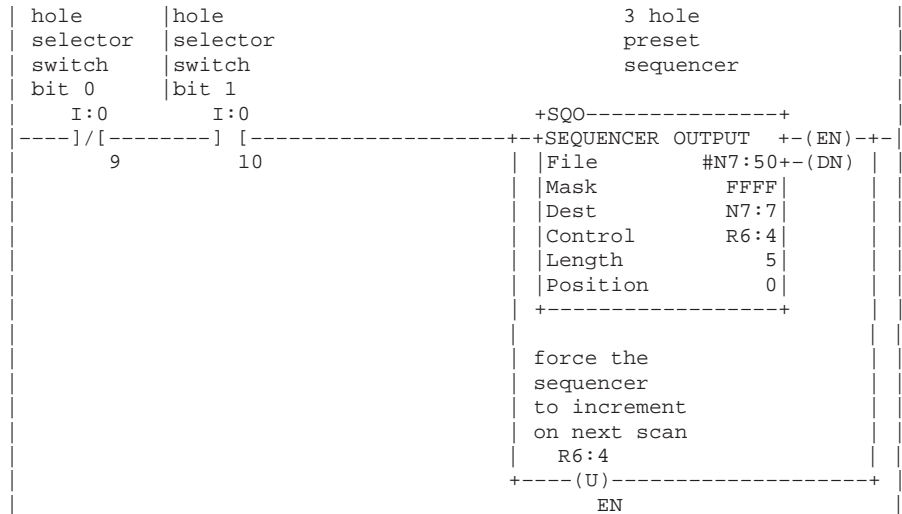 | hole |hole 3 hole |
| selector |selector preset |
| switch |switch sequencer |
| bit 0 |bit 1 |
| I:0 I:0 +SQO---------------+ |
|----]/[--------] [--------------------+-+SEQUENCER OUTPUT +-(EN)-+-|
| 9 10 | |File #N7:50+-(DN) | |
| | |Mask FFFF| | |
| | |Dest N7:7| | |
| | |Control R6:4| | |
| | |Length 5| | |
| | |Position 0| | |
| | +------------------+ | |
| | | |
| | force the | |
| | sequencer | |
| | to increment | |
| | on next scan | |
| | R6:4 | |
| +----(U)--------------------+ |
| EN |